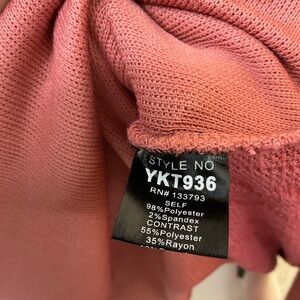 STYLE NO
YKT936
RN# 133793
SELF
98%Polyester
2%Spandex
CONTRAST
55%Polyester
35%Rayon